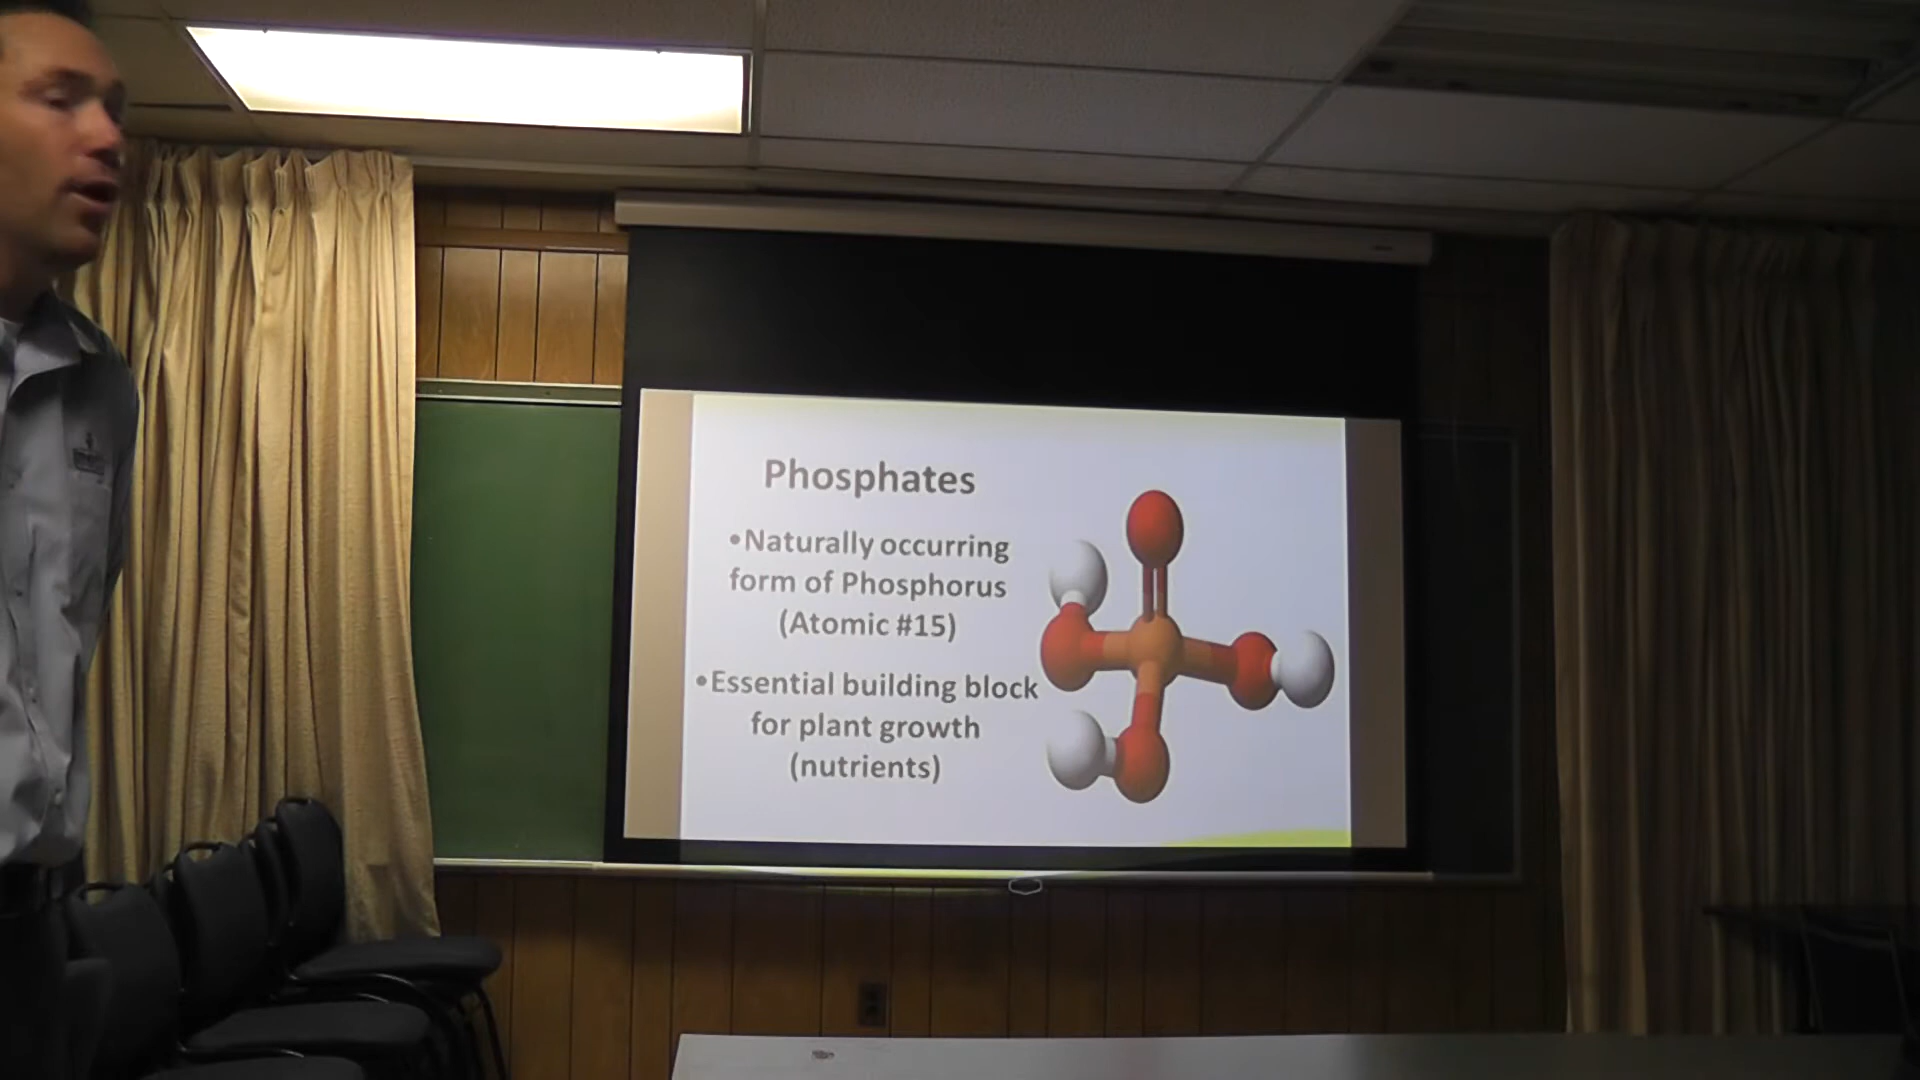 Phosphates
•Naturally occurring
form of Phosphorus
(Atomic #15)
•Essential building block
for plant growth
(nutrients)